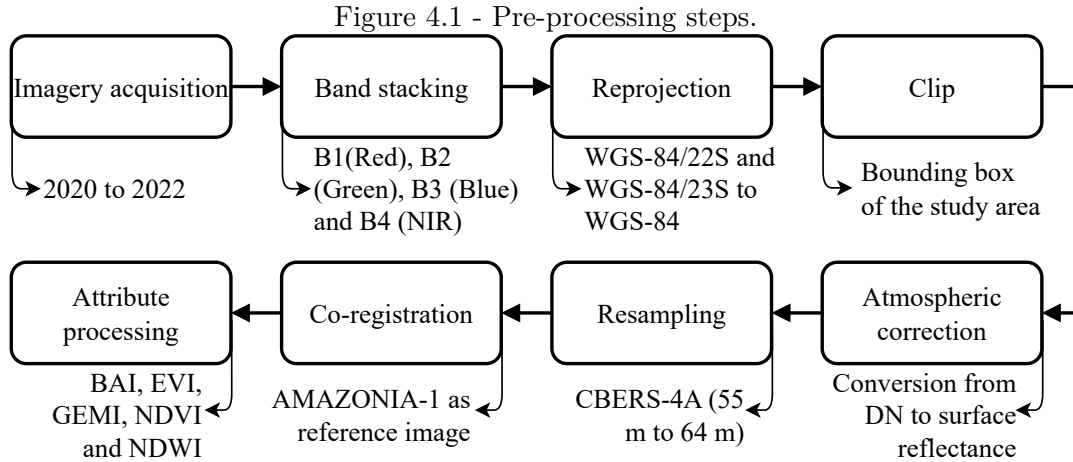 Figure 4.1 - Pre-processing steps.
Imagery acquisition
Band stacking
Reprojection
Clip
2020 to 2022
B1(Red), B2
(Green), B3 (Blue)
and B4 (NIR)
WGS-84/22S and
WGS-84/23S to
WGS-84
Bounding box
of the study area
Attribute
processing
Co-registration
Resampling
Atmospheric
correction
BAI, EVI,
GEMI, NDVI
and NDWI
AMAZONIA-1 as
reference image
CBERS-4A (55
m to 64 m)
Conversion from
DN to surface
reflectance